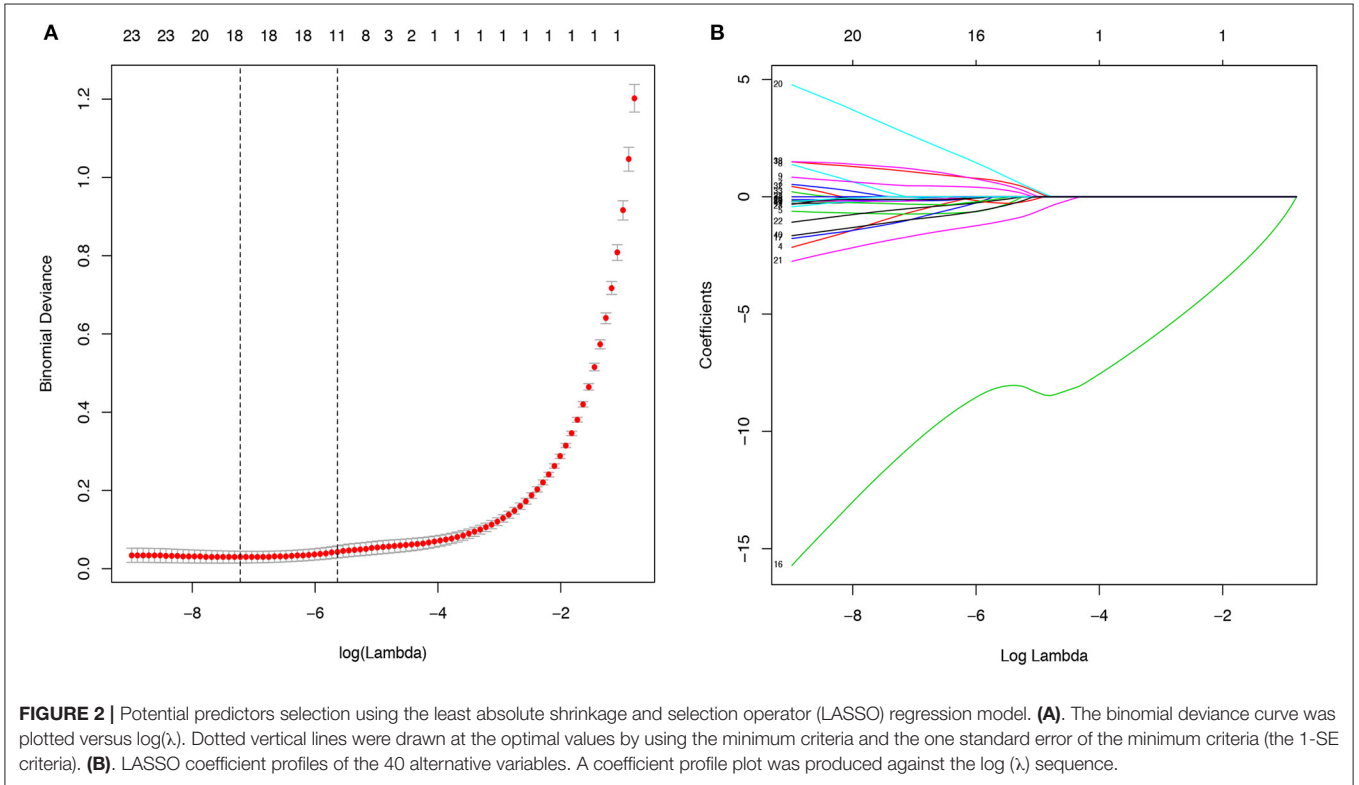 A
23 23 20 18 18 18 11 8 3 2 1 1 1 1 1 1 1 1 1
Binomial Deviance
1.2
1.0
0.8
0.6
0.4
0.2
0.0
−8 −6 −4 −2
log(Lambda)
B
20 16 1 1
Coefficients
5
0
−5
−10
−15
20
9
5
22
4
21
16
−8 −6 −4 −2
Log Lambda
FIGURE 2 | Potential predictors selection using the least absolute shrinkage and selection operator (LASSO) regression model. (A). The binomial deviance curve was
plotted versus log(λ). Dotted vertical lines were drawn at the optimal values by using the minimum criteria and the one standard error of the minimum criteria (the 1-SE
criteria). (B). LASSO coefficient profiles of the 40 alternative variables. A coefficient profile plot was produced against the log (λ) sequence.